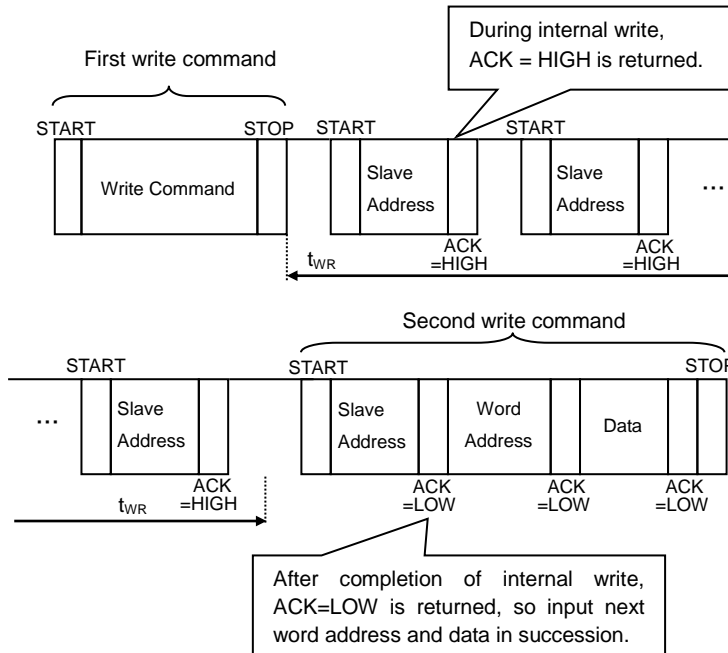 During internal write,
ACK = HIGH is returned.
First write command
START STOP START START
Write Command
Slave
Address
Slave
Address
...
ACK
=HIGH
ACK
=HIGH
tWR
Second write command
START START STOP
...
Slave
Address
Slave
Address
Word
Address
Data
ACK
=HIGH
ACK
=LOW
ACK
=LOW
ACK
=LOW
tWR
After completion of internal write,
ACK=LOW is returned, so input next
word address and data in succession.